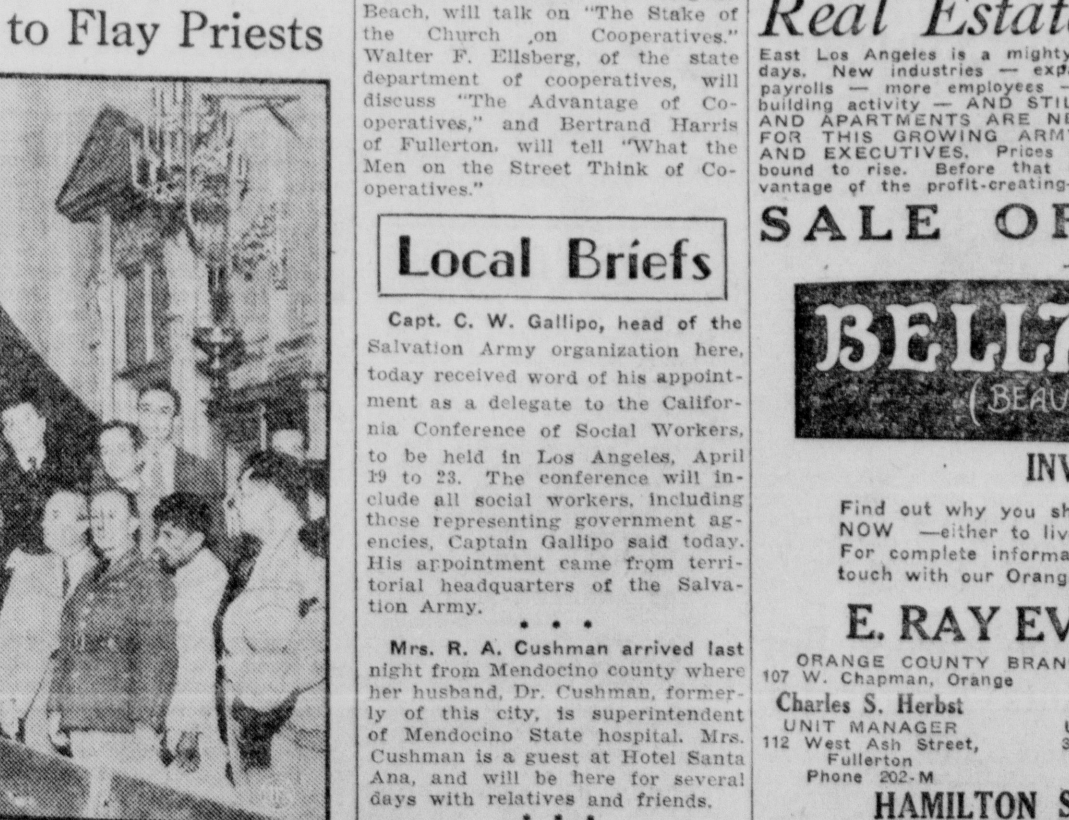 to Flay Priests
Beach, will talk on "The Stake of
the Church ,on Cooperatives."
Walter F. Ellsberg, of the state
department of cooperatives, will
discuss "The Advantage of Co-
operatives," and Bertrand Harris
of Fullerton, will tell "What the
Men on the Street Think of Co-
operatives."
Local Briefs
Capt. C. W. Gallipo, head of the
Salvation Army organization here,
today received word of his appoint-
ment as a delegate to the Califor-
nia Conference of Social Workers,
to be held in Los Angeles, April
19 to 23. The conference will in-
clude all social workers, including
those representing government ag-
encies, Captain Gallipo said today.
His appointment came from terri-
torial headquarters of the Salva-
tion Army.
* * *
Mrs. R. A. Cushman arrived last
night from Mendocino county where
her husband, Dr. Cushman, former-
ly of this city, is superintendent
of Mendocino State hospital. Mrs.
Cushman is a guest at Hotel Santa
Ana, and will be here for several
days with relatives and friends.
Real Estat
East Los Angeles is a mighty
days. New industries — exp
payrolls — more employees —
building activity — AND STIL
AND APARTMENTS ARE NE
FOR THIS GROWING ARM
AND EXECUTIVES. Prices
bound to rise. Before that
vantage of the profit-creating-
SALE OF
BELL
(BEAU
INV
Find out why you sh
NOW —either to liv
For complete informa
touch with our Orang
E. RAY EV
ORANGE COUNTY BRAN
107 W. Chapman, Orange
Charles S. Herbst
UNIT MANAGER
112 West Ash Street,
Fullerton
Phone 202-M
HAMILTON S